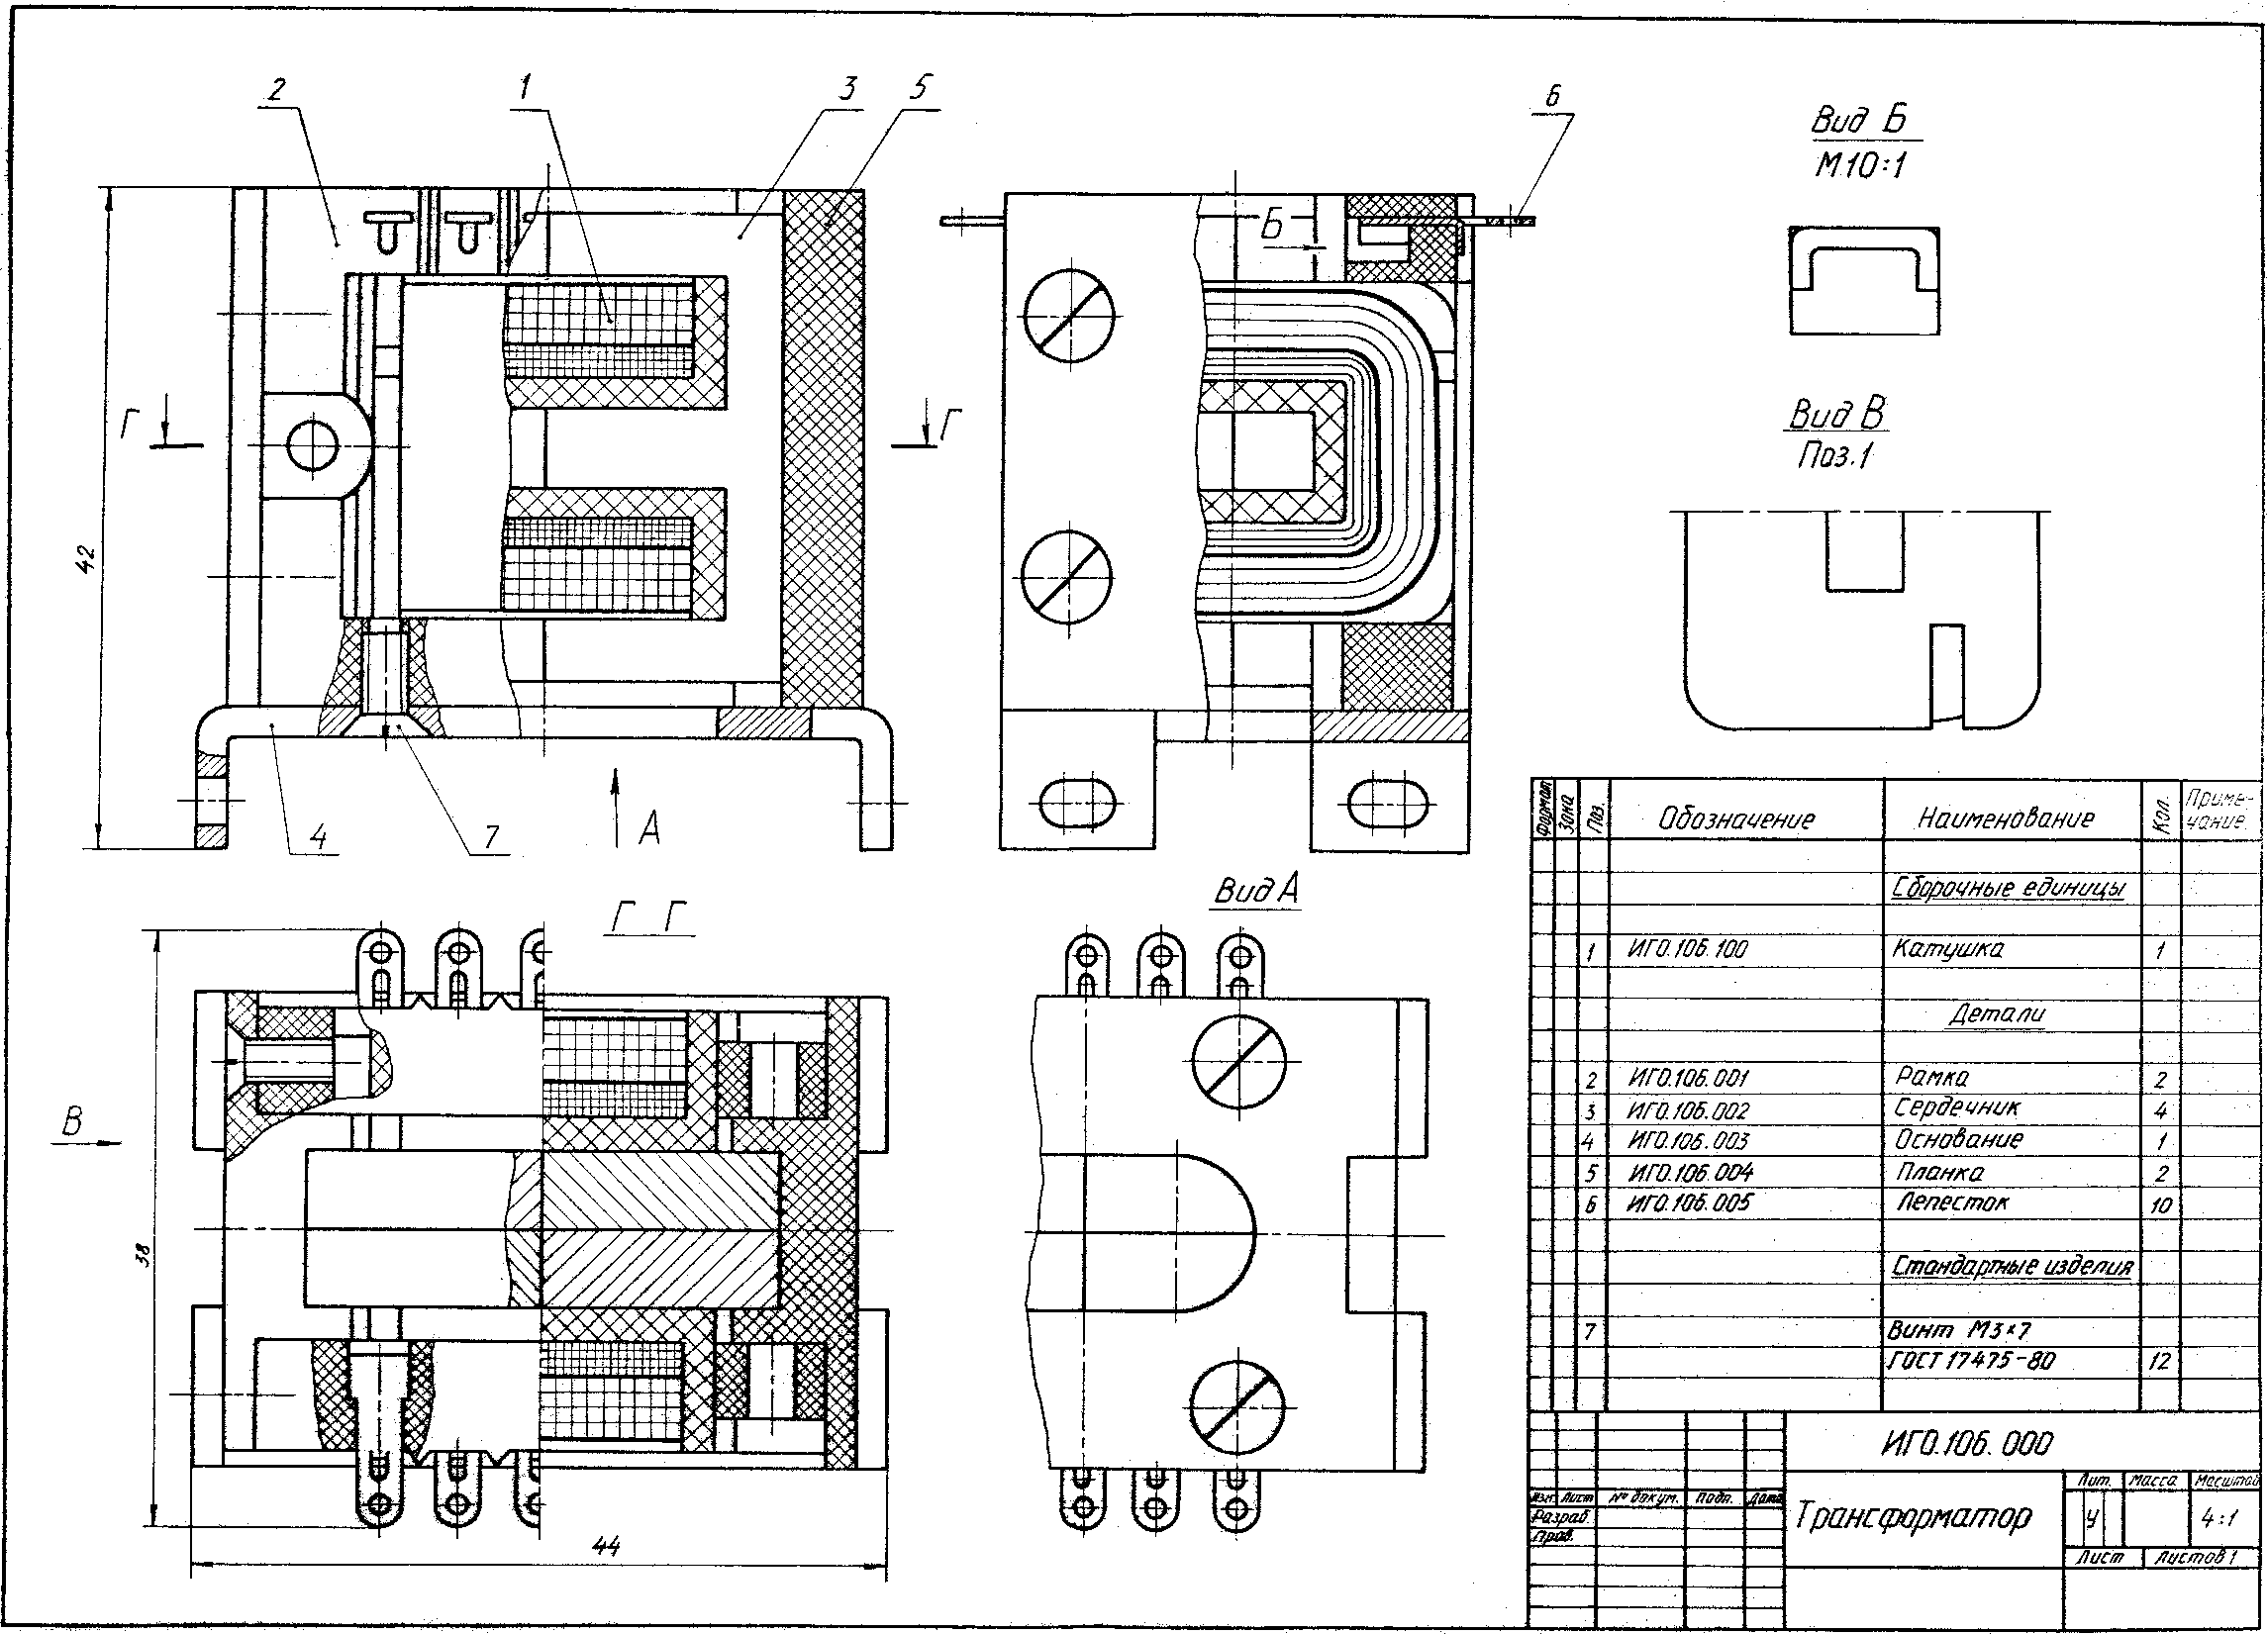 2
1
3
5
6
Вид Б
М10:1
Б
Вид В
Поз.1
Г
Г
42
4
7
А
Г Г
Вид А
В
38
44
Формат
Зона
Поз.
Обозначение
Наименование
Кол.
Приме-
чание
Сборочные единицы
1 ИГО.106.100 Катушка 1
Детали
2 ИГО.106.001 Рамка 2
3 ИГО.106.002 Сердечник 4
4 ИГО.106.003 Основание 1
5 ИГО.106.004 Планка 2
6 ИГО.106.005 Лепесток 10
Стандартные изделия
7 Винт М3×7
ГОСТ 17475-80 12
ИГО.106.000
Лит. Масса Масштаб
Изм. Лист № докум. Подп. Дата
Разраб
Пров.
Трансформатор
У
4:1
Лист Листов 1